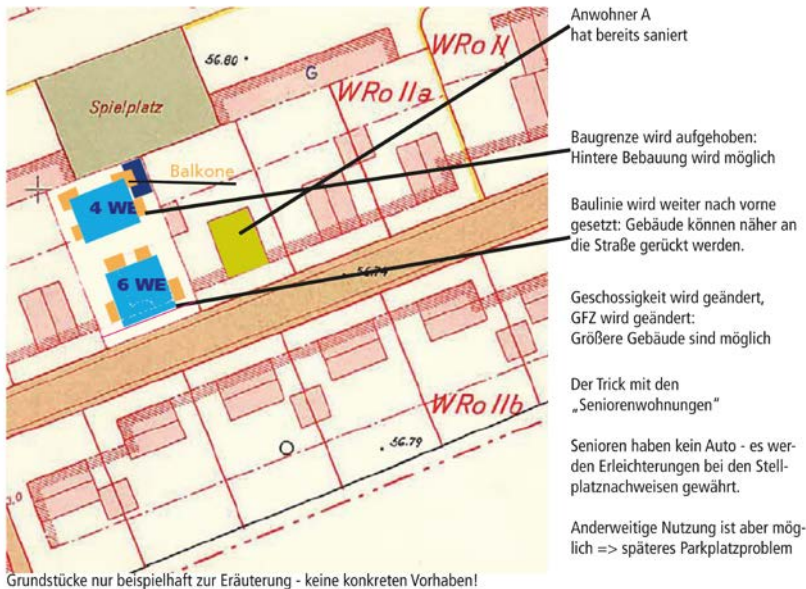 Anwohner A
hat bereits saniert
56.80
G
WRo II
WRo IIa
Spielplatz
Balkone
4 WE
6 WE
56.74
WRo IIb
56.79
Baugrenze wird aufgehoben:
Hintere Bebauung wird möglich
Baulinie wird weiter nach vorne
gesetzt: Gebäude können näher an
die Straße gerückt werden.
Geschossigkeit wird geändert,
GFZ wird geändert:
Größere Gebäude sind möglich
Der Trick mit den
„Seniorenwohnungen“
Senioren haben kein Auto - es wer-
den Erleichterungen bei den Stell-
platznachweisen gewährt.
Anderweitige Nutzung ist aber mög-
lich => späteres Parkplatzproblem
Grundstücke nur beispielhaft zur Eräuterung - keine konkreten Vorhaben!